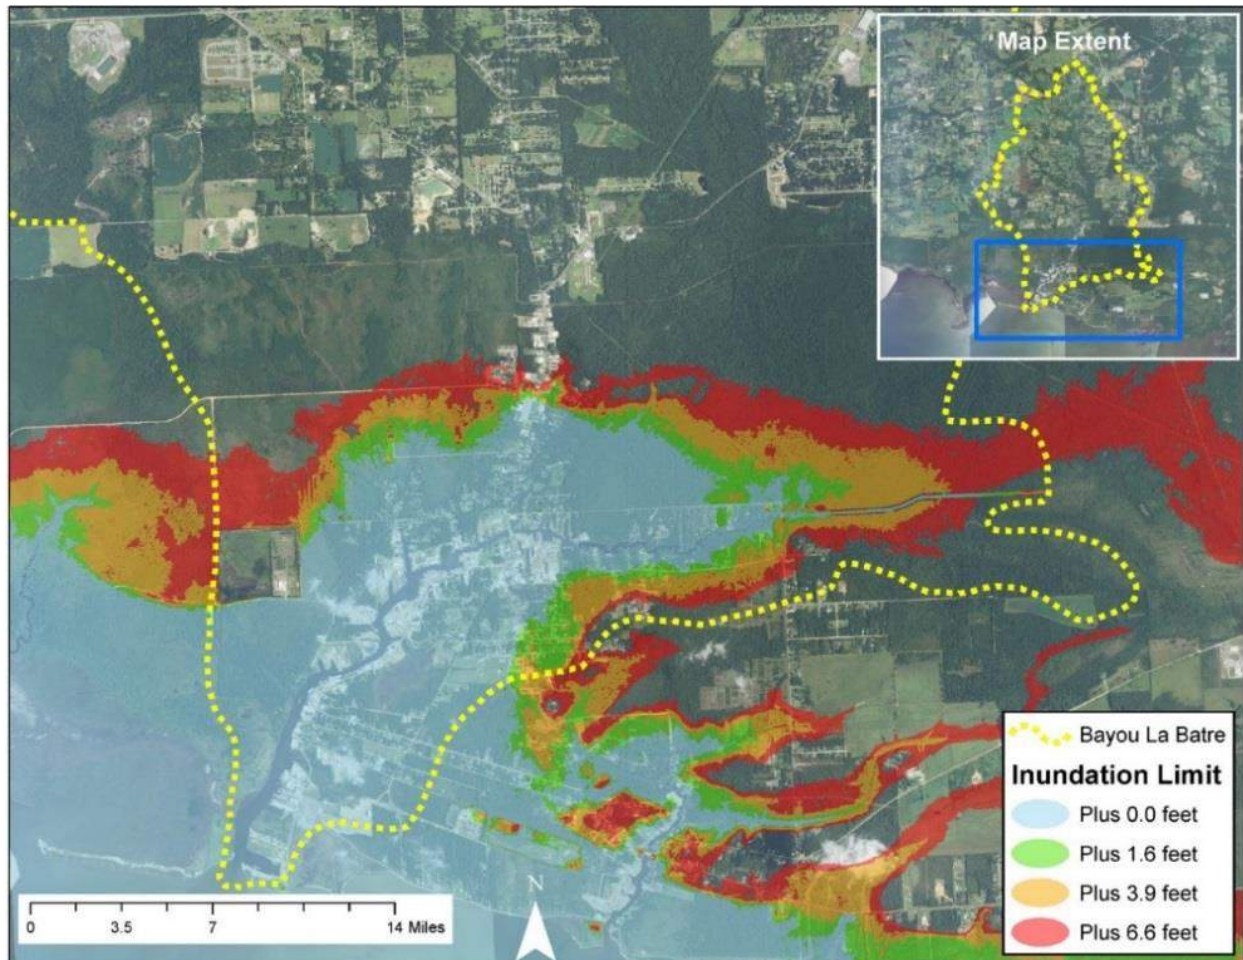 Map Extent
Bayou La Batre
Inundation Limit
Plus 0.0 feet
Plus 1.6 feet
Plus 3.9 feet
Plus 6.6 feet
N
0 3.5 7 14 Miles